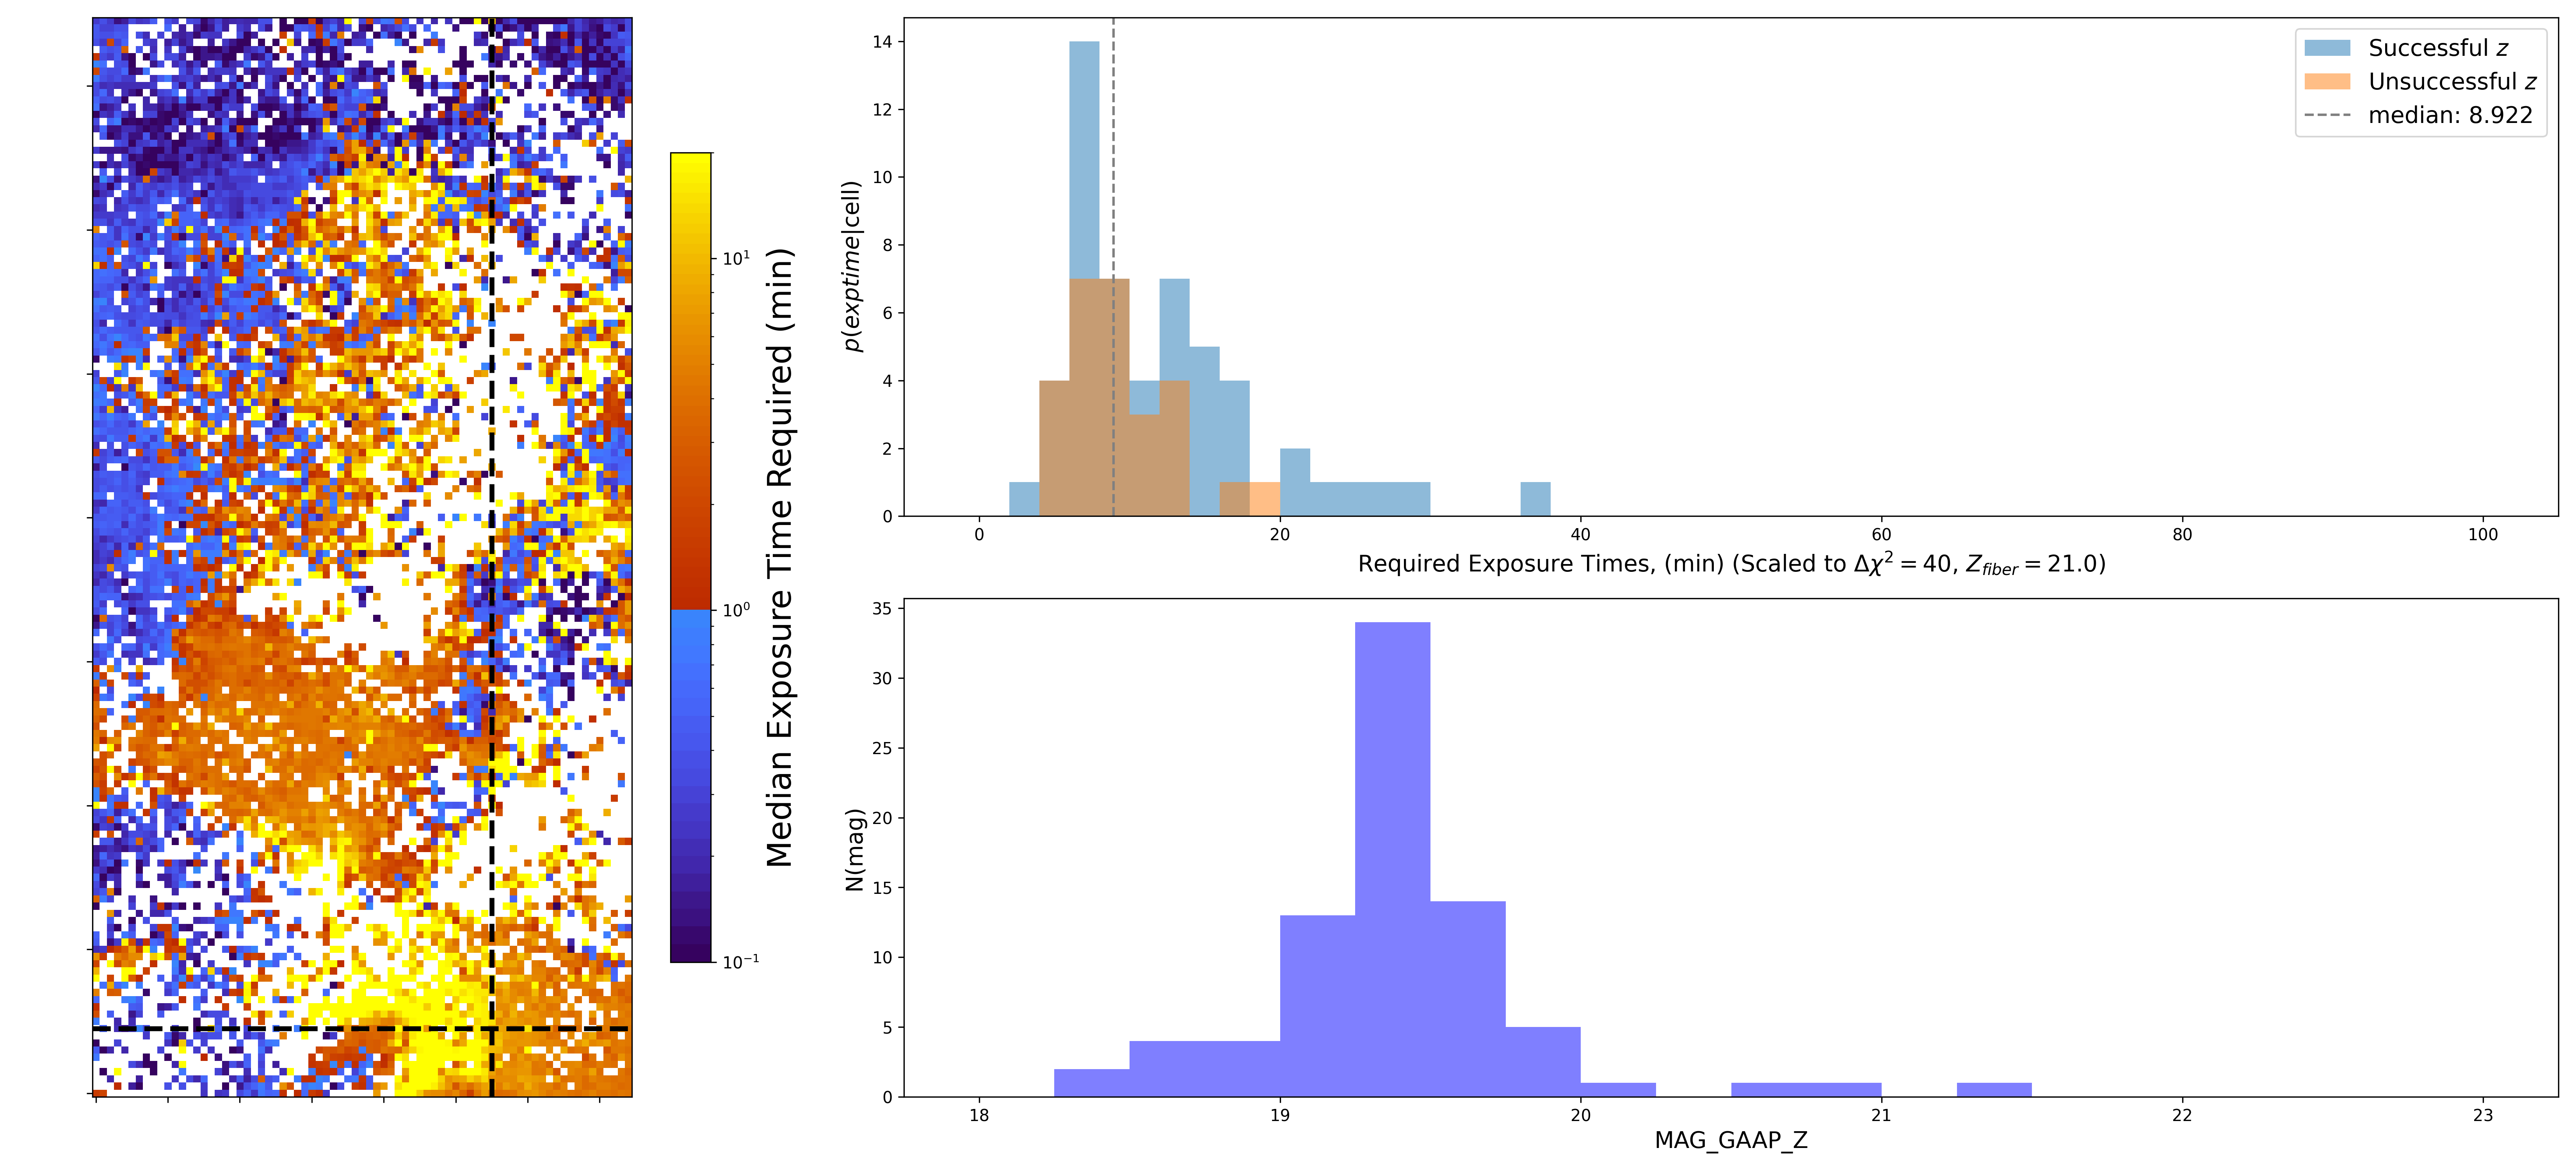 10¹
10⁰
10⁻¹
Median Exposure Time Required (min)
14
12
10
8
6
4
2
0
p(exptime|cell)
Successful z
Unsuccessful z
median: 8.922
0 20 40 60 80 100
Required Exposure Times, (min) (Scaled to Δχ² = 40, Z_fiber = 21.0)
35
30
25
20
15
10
5
0
N(mag)
18 19 20 21 22 23
MAG_GAAP_Z